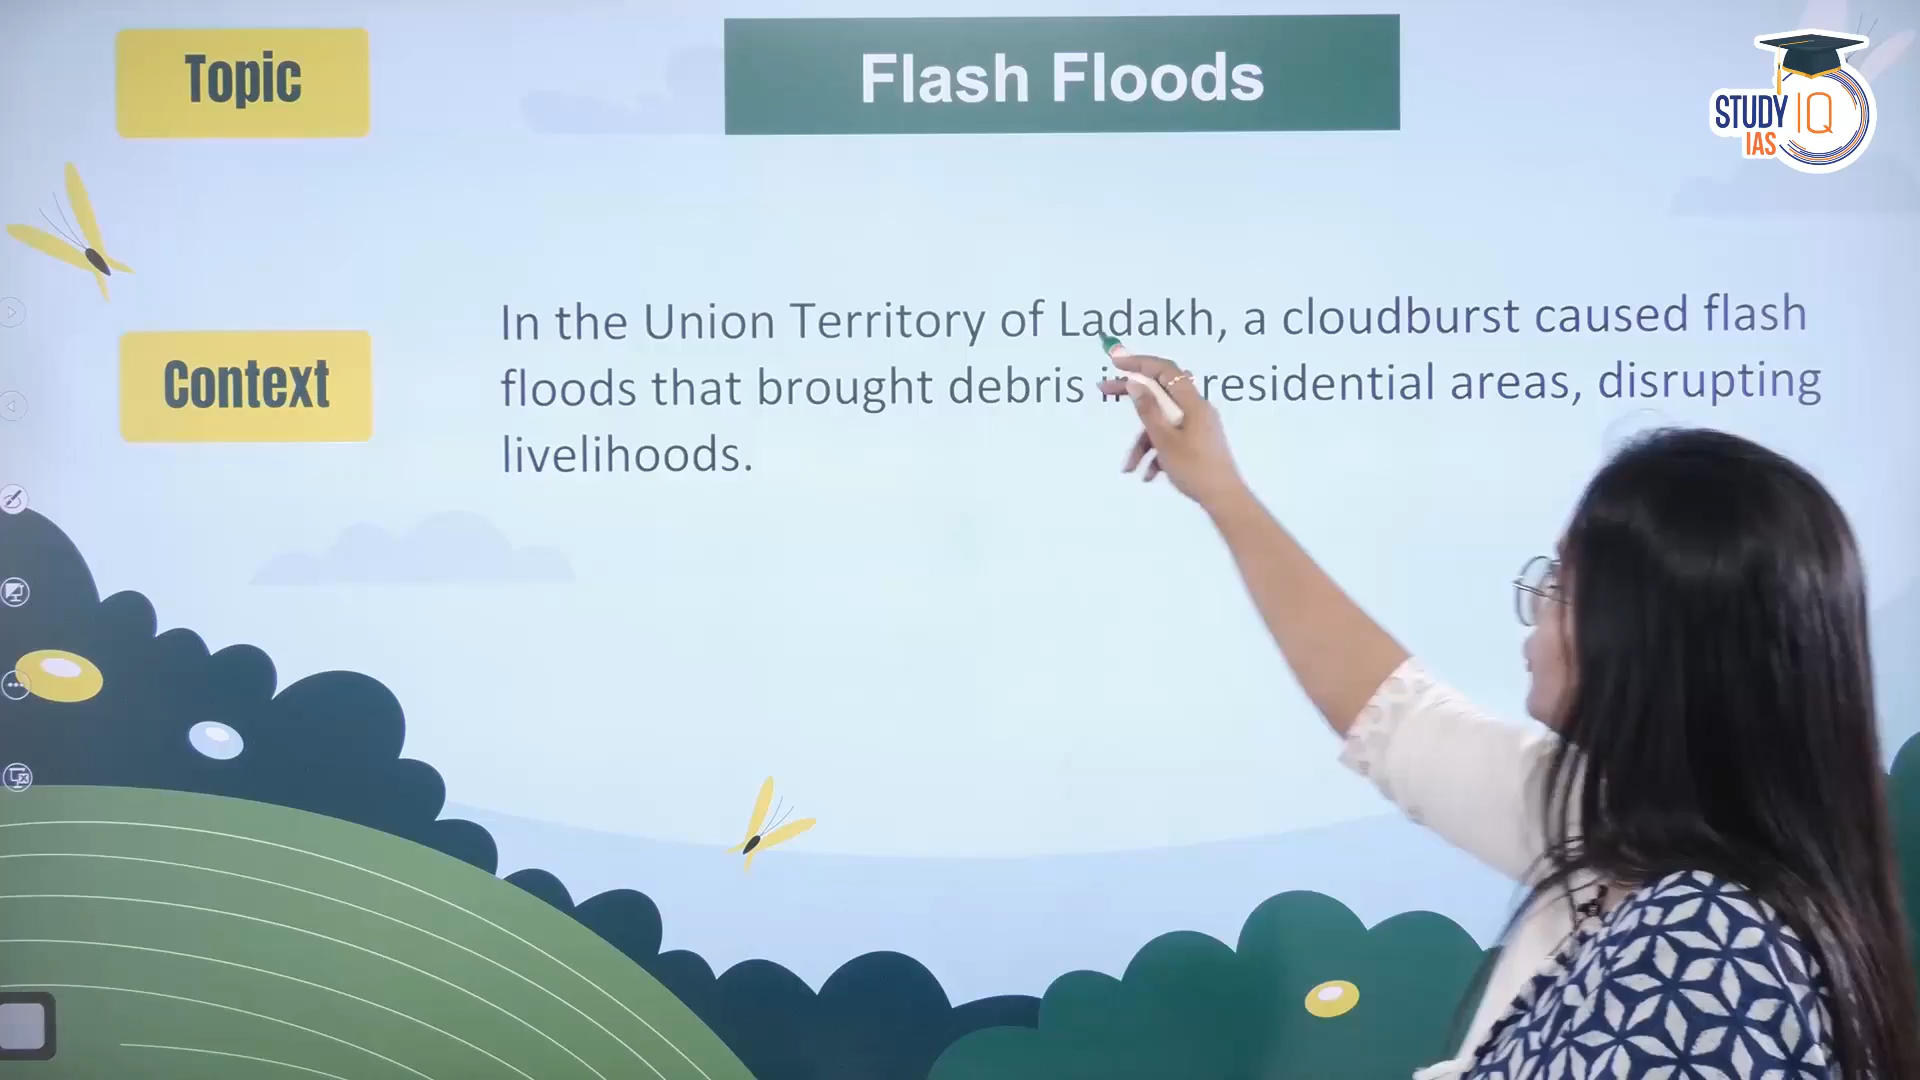 Topic
Flash Floods
STUDY IQ
IAS
Context
In the Union Territory of Ladakh, a cloudburst caused flash
floods that brought debris residential areas, disrupting
livelihoods.